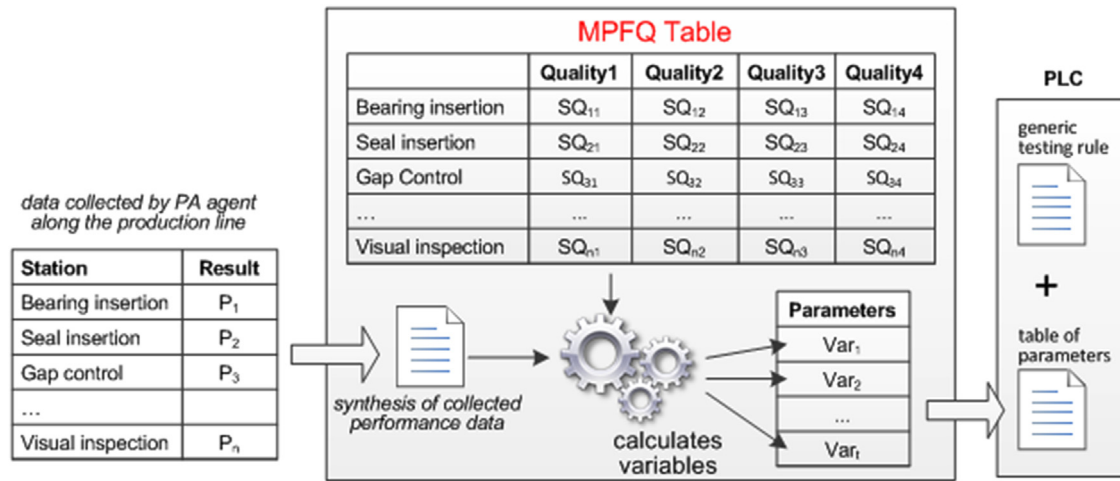 MPFQ Table
Quality1 Quality2 Quality3 Quality4
Bearing insertion SQ₁₁ SQ₁₂ SQ₁₃ SQ₁₄
Seal insertion SQ₂₁ SQ₂₂ SQ₂₃ SQ₂₄
Gap Control SQ₃₁ SQ₃₂ SQ₃₃ SQ₃₄
... ... ... ... ...
Visual inspection SQₙ₁ SQₙ₂ SQₙ₃ SQₙ₄
data collected by PA agent
along the production line
Station Result
Bearing insertion P₁
Seal insertion P₂
Gap control P₃
...
Visual inspection Pₙ
synthesis of collected
performance data
calculates
variables
Parameters
Var₁
Var₂
...
Varₜ
PLC
generic
testing rule
+
table of
parameters